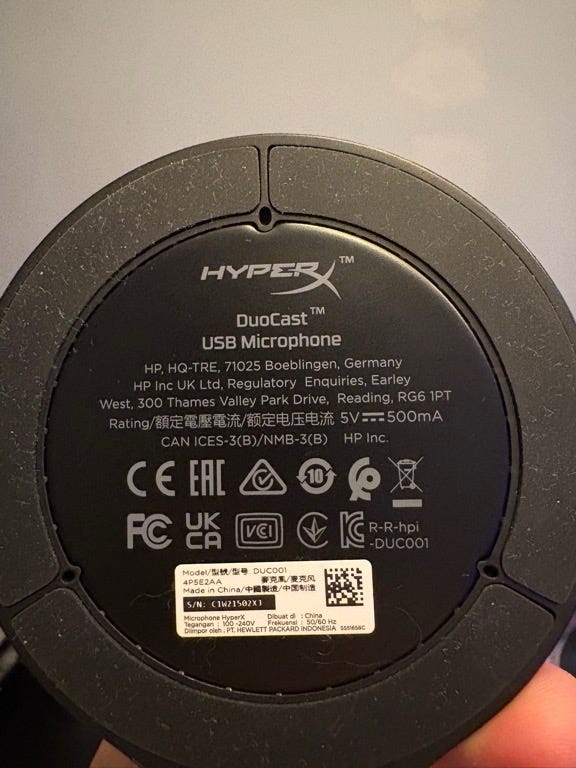 HYPERX™
DuoCast™
USB Microphone
HP, HQ-TRE, 71025 Boeblingen, Germany
HP Inc UK Ltd, Regulatory Enquiries, Earley
West, 300 Thames Valley Park Drive, Reading, RG6 1PT
Rating/額定電壓電流/额定电压电流 5V⎓500mA
CAN ICES-3(B)/NMB-3(B) HP Inc.
CE EAC 10
FC UK CA VCI R-R-hpi
-DUC001
Model/型號/型号: DUC001
4P5E2AA 麥克風/麦克风
Made in China/中國製造/中国制造
S/N: C1W21502XJ
Microphone HyperX Dibuat di : China
Tegangan : 100 -240V Frekuensi : 50/60 Hz
Diimpor oleh : PT. HEWLETT PACKARD INDONESIA